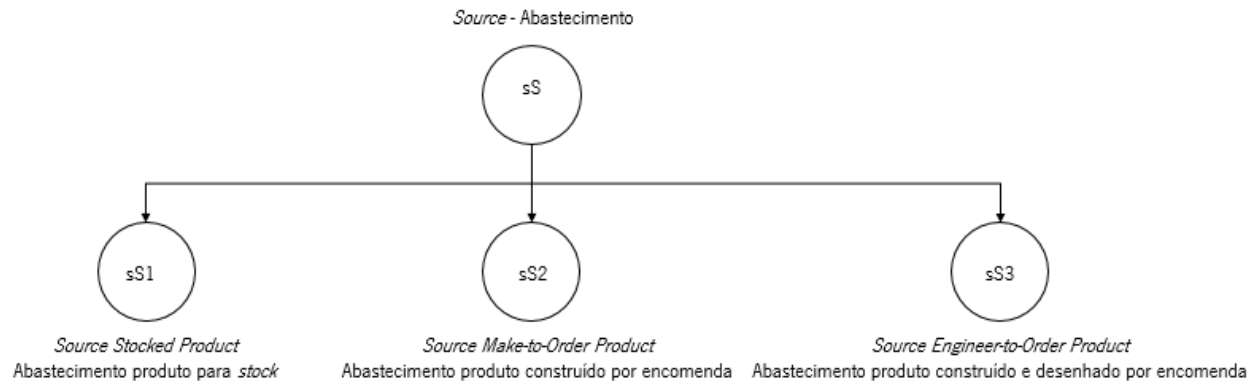 Source - Abastecimento
sS
sS1
sS2
sS3
Source Stocked Product
Abastecimento produto para stock
Source Make-to-Order Product
Abastecimento produto construído por encomenda
Source Engineer-to-Order Product
Abastecimento produto construído e desenhado por encomenda